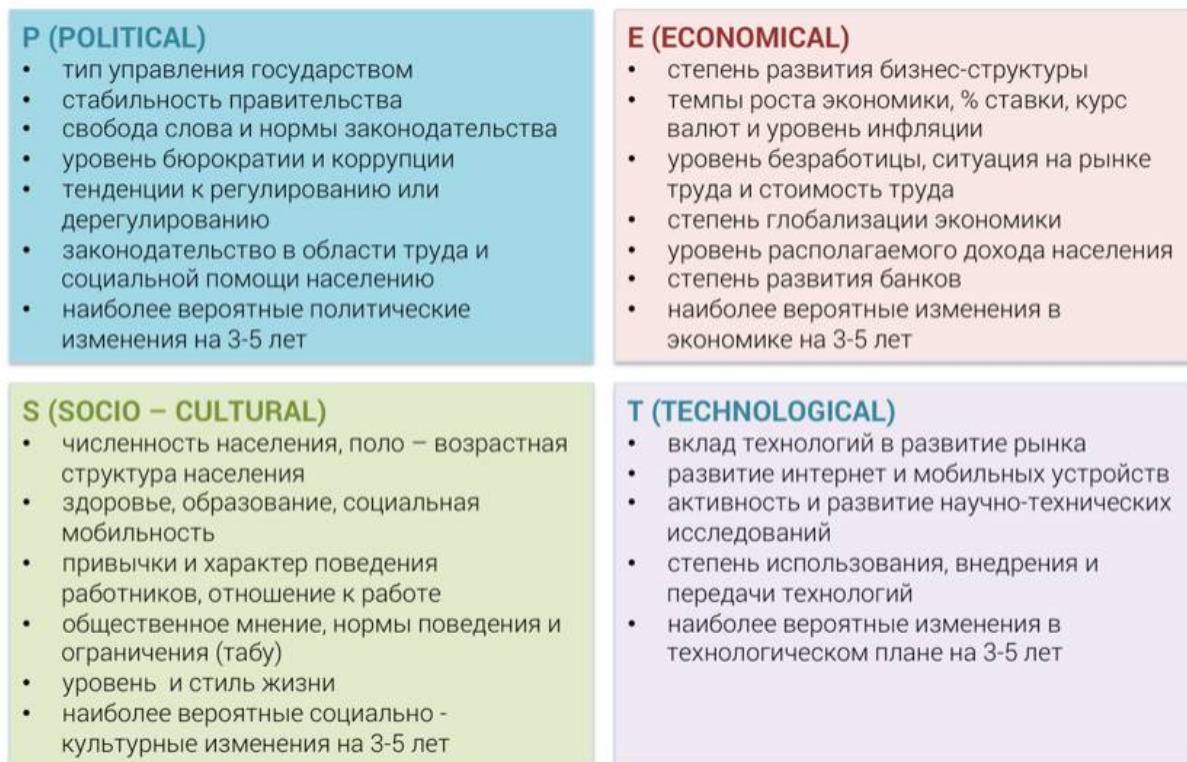 P (POLITICAL)
• тип управления государством
• стабильность правительства
• свобода слова и нормы законодательства
• уровень бюрократии и коррупции
• тенденции к регулированию или
дерегулированию
• законодательство в области труда и
социальной помощи населению
• наиболее вероятные политические
изменения на 3-5 лет
E (ECONOMICAL)
• степень развития бизнес-структуры
• темпы роста экономики, % ставки, курс
валют и уровень инфляции
• уровень безработицы, ситуация на рынке
труда и стоимость труда
• степень глобализации экономики
• уровень располагаемого дохода населения
• степень развития банков
• наиболее вероятные изменения в
экономике на 3-5 лет
S (SOCIO – CULTURAL)
• численность населения, поло – возрастная
структура населения
• здоровье, образование, социальная
мобильность
• привычки и характер поведения
работников, отношение к работе
• общественное мнение, нормы поведения и
ограничения (табу)
• уровень и стиль жизни
• наиболее вероятные социально -
культурные изменения на 3-5 лет
T (TECHNOLOGICAL)
• вклад технологий в развитие рынка
• развитие интернет и мобильных устройств
• активность и развитие научно-технических
исследований
• степень использования, внедрения и
передачи технологий
• наиболее вероятные изменения в
технологическом плане на 3-5 лет